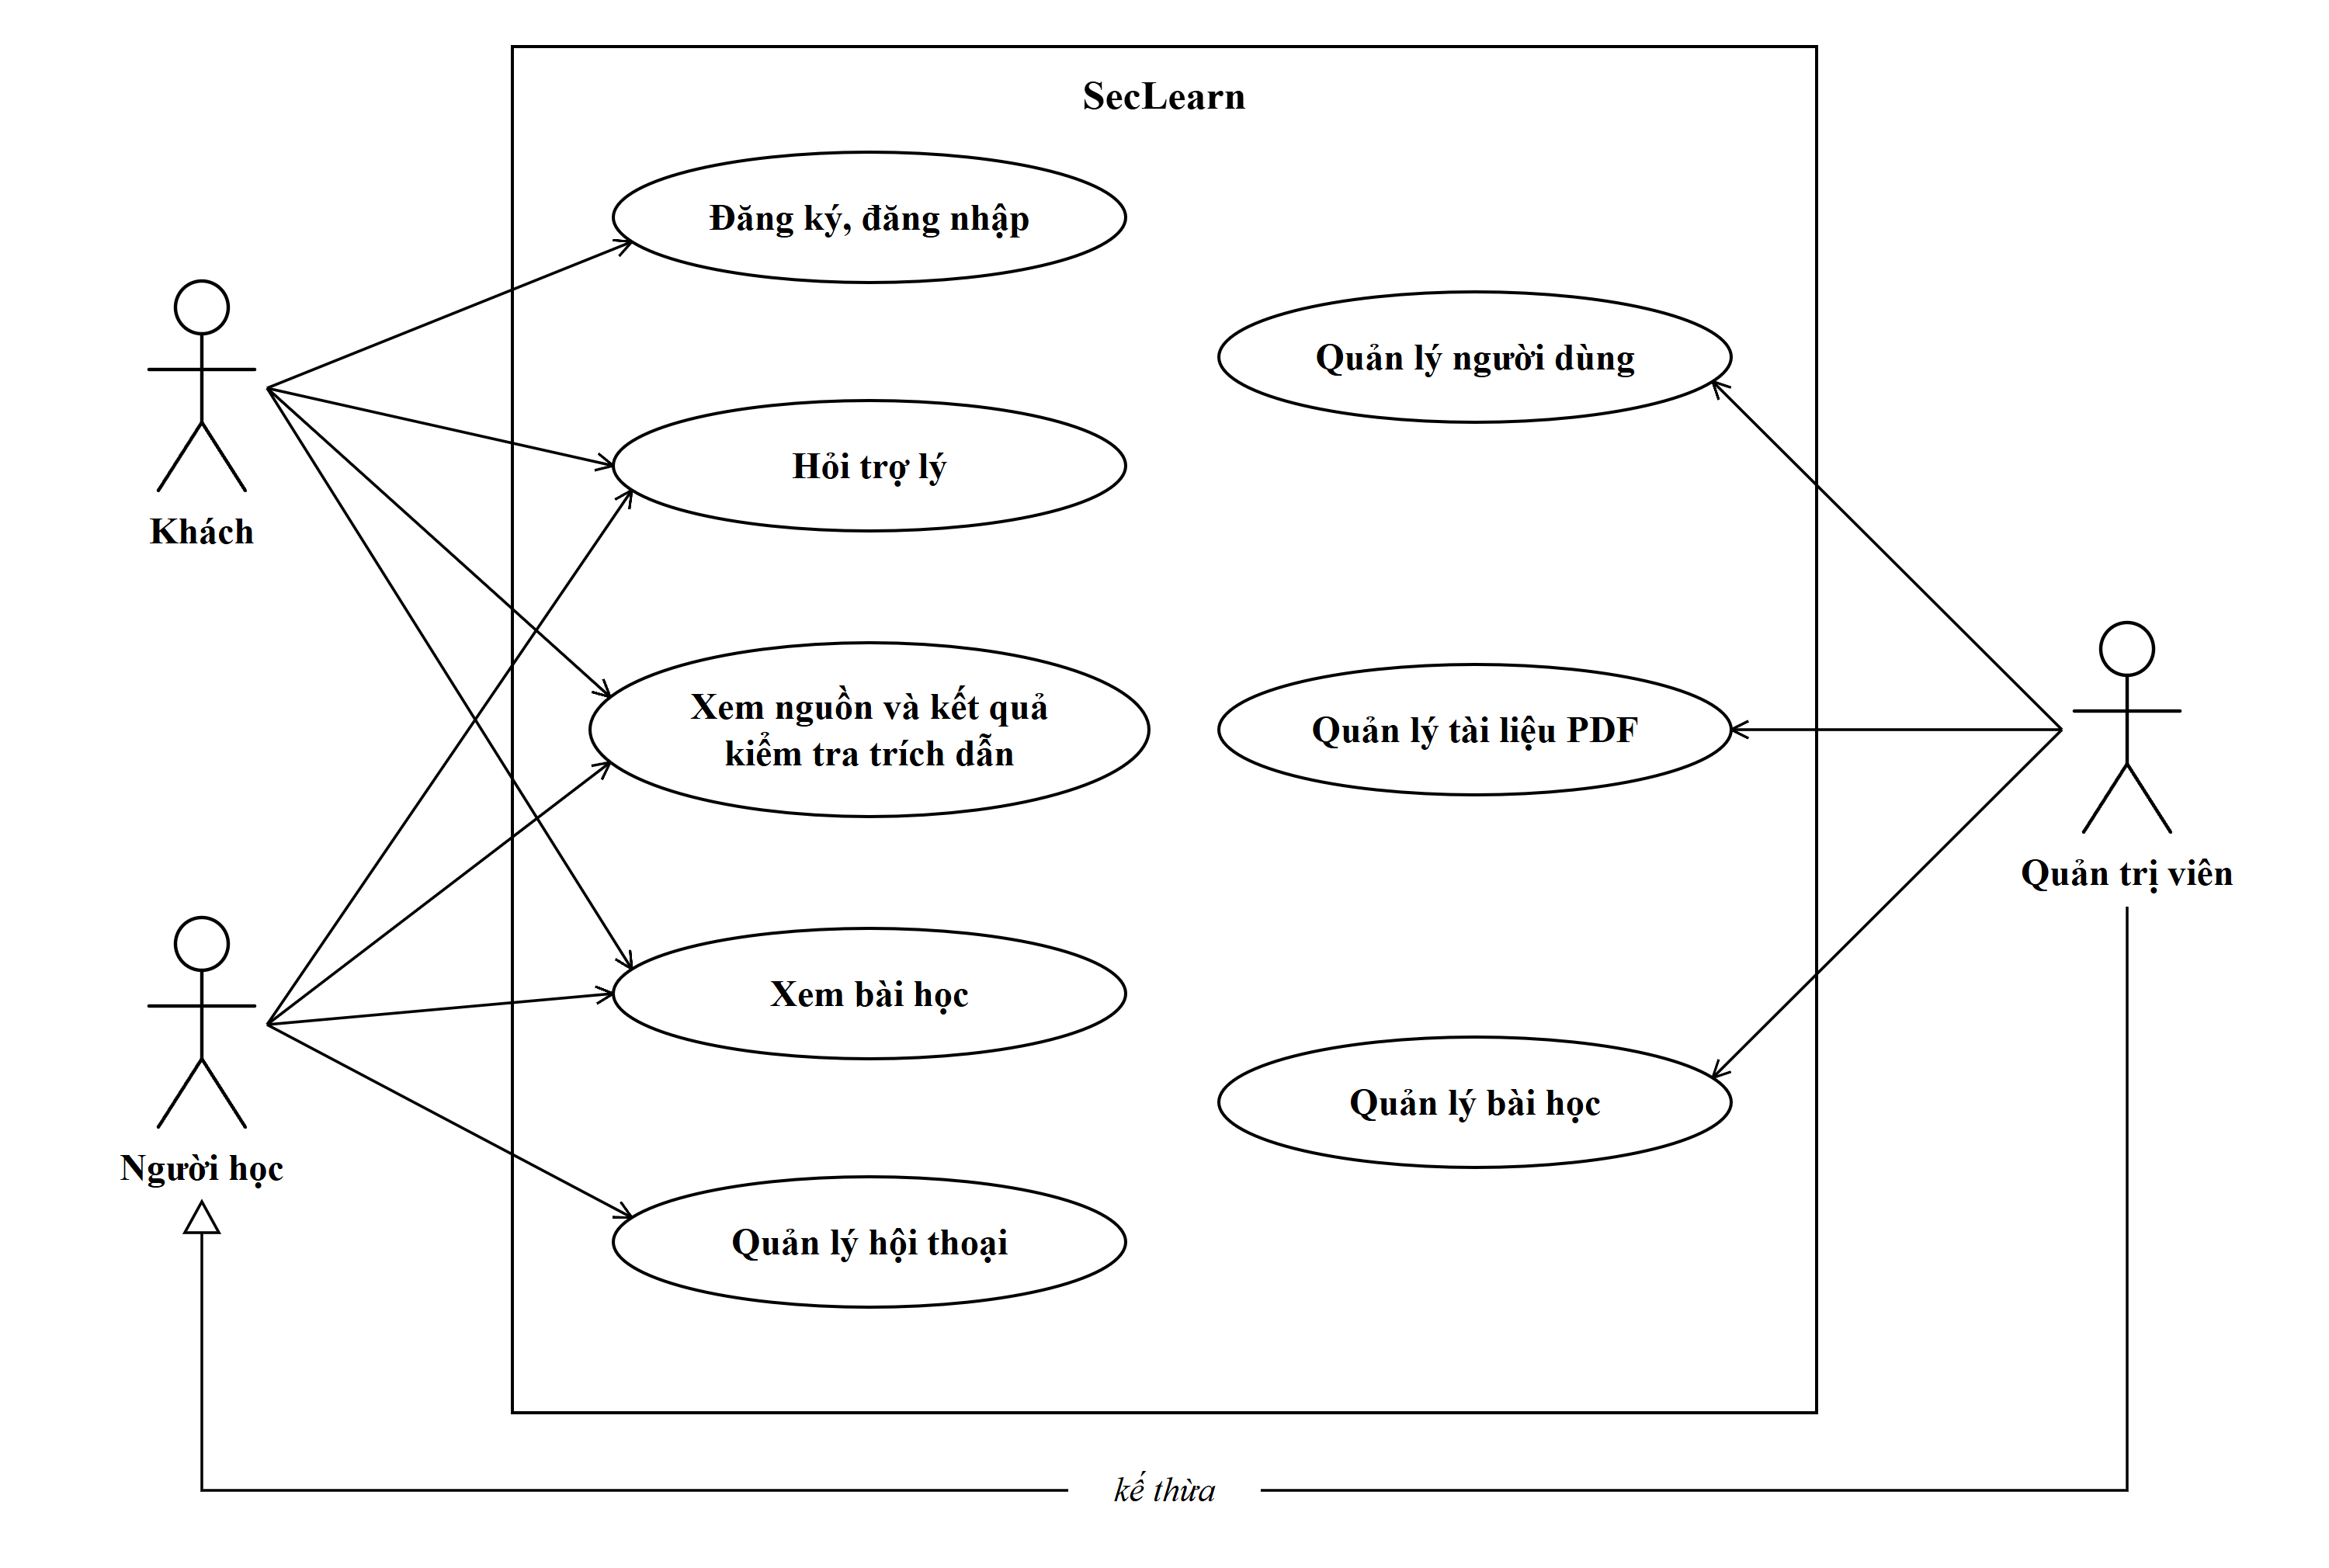 SecLearn
Đăng ký, đăng nhập
Quản lý người dùng
Hỏi trợ lý
Khách
Xem nguồn và kết quả
kiểm tra trích dẫn
Quản lý tài liệu PDF
Quản trị viên
Xem bài học
Quản lý bài học
Người học
Quản lý hội thoại
kế thừa